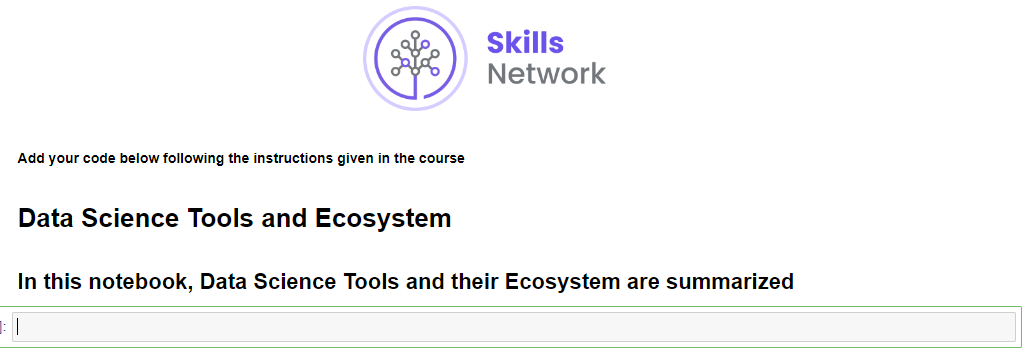 Skills
Network
Add your code below following the instructions given in the course
Data Science Tools and Ecosystem
In this notebook, Data Science Tools and their Ecosystem are summarized
]: